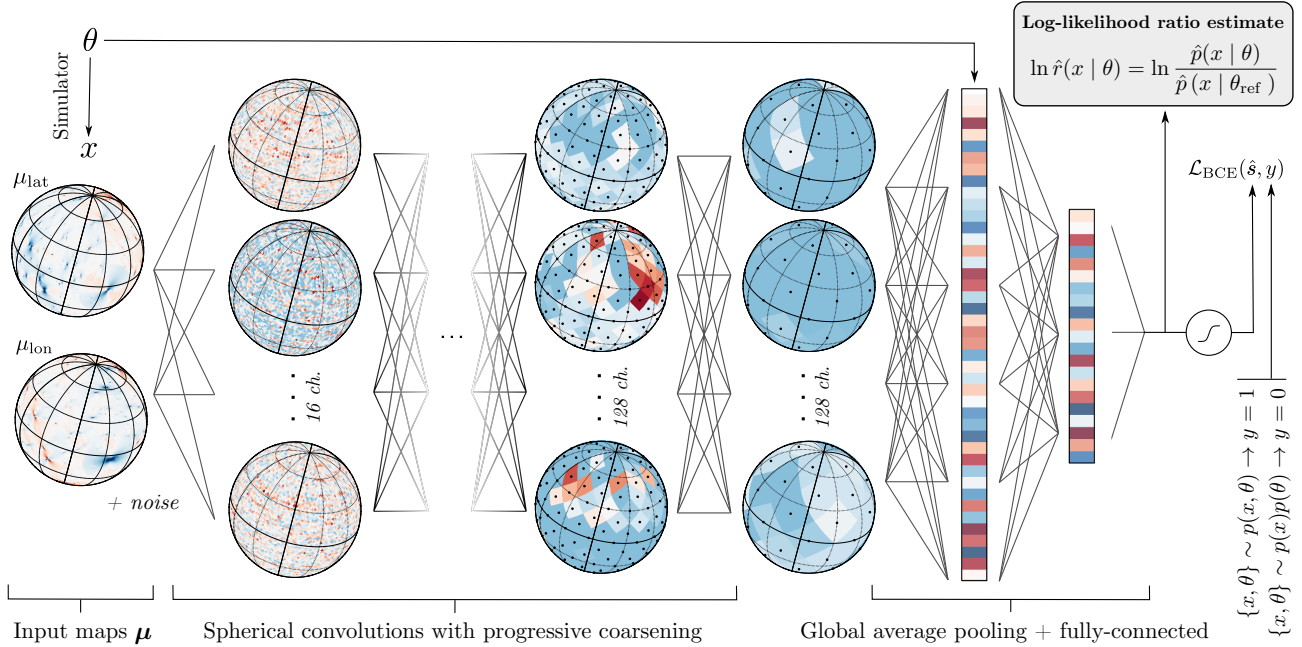 Log-likelihood ratio estimate
ln r̂(x | θ) = ln p̂(x | θ) / p̂ (x | θ_ref )
θ
Simulator
x
μ_lat
μ_lon
+ noise
16 ch.
...
128 ch.
128 ch.
ℒ_BCE(ŝ, y)
{x, θ} ∼ p(x, θ) → y = 1
{x, θ} ∼ p(x)p(θ) → y = 0
Input maps μ
Spherical convolutions with progressive coarsening
Global average pooling + fully-connected